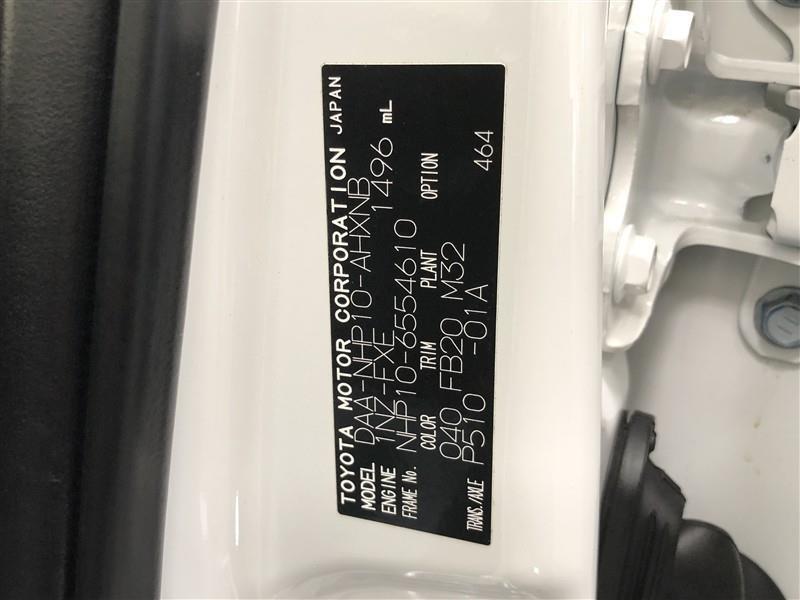 TOYOTA MOTOR CORPORATION JAPAN
MODEL DAA-NHP10-AHXNB
ENGINE 1NZ-FXE 1496 mL
FRAME No. NHP10-6554610
COLOR TRIM PLANT OPTION
040 FB20 M32
TRANS./AXLE P510 -01A 464